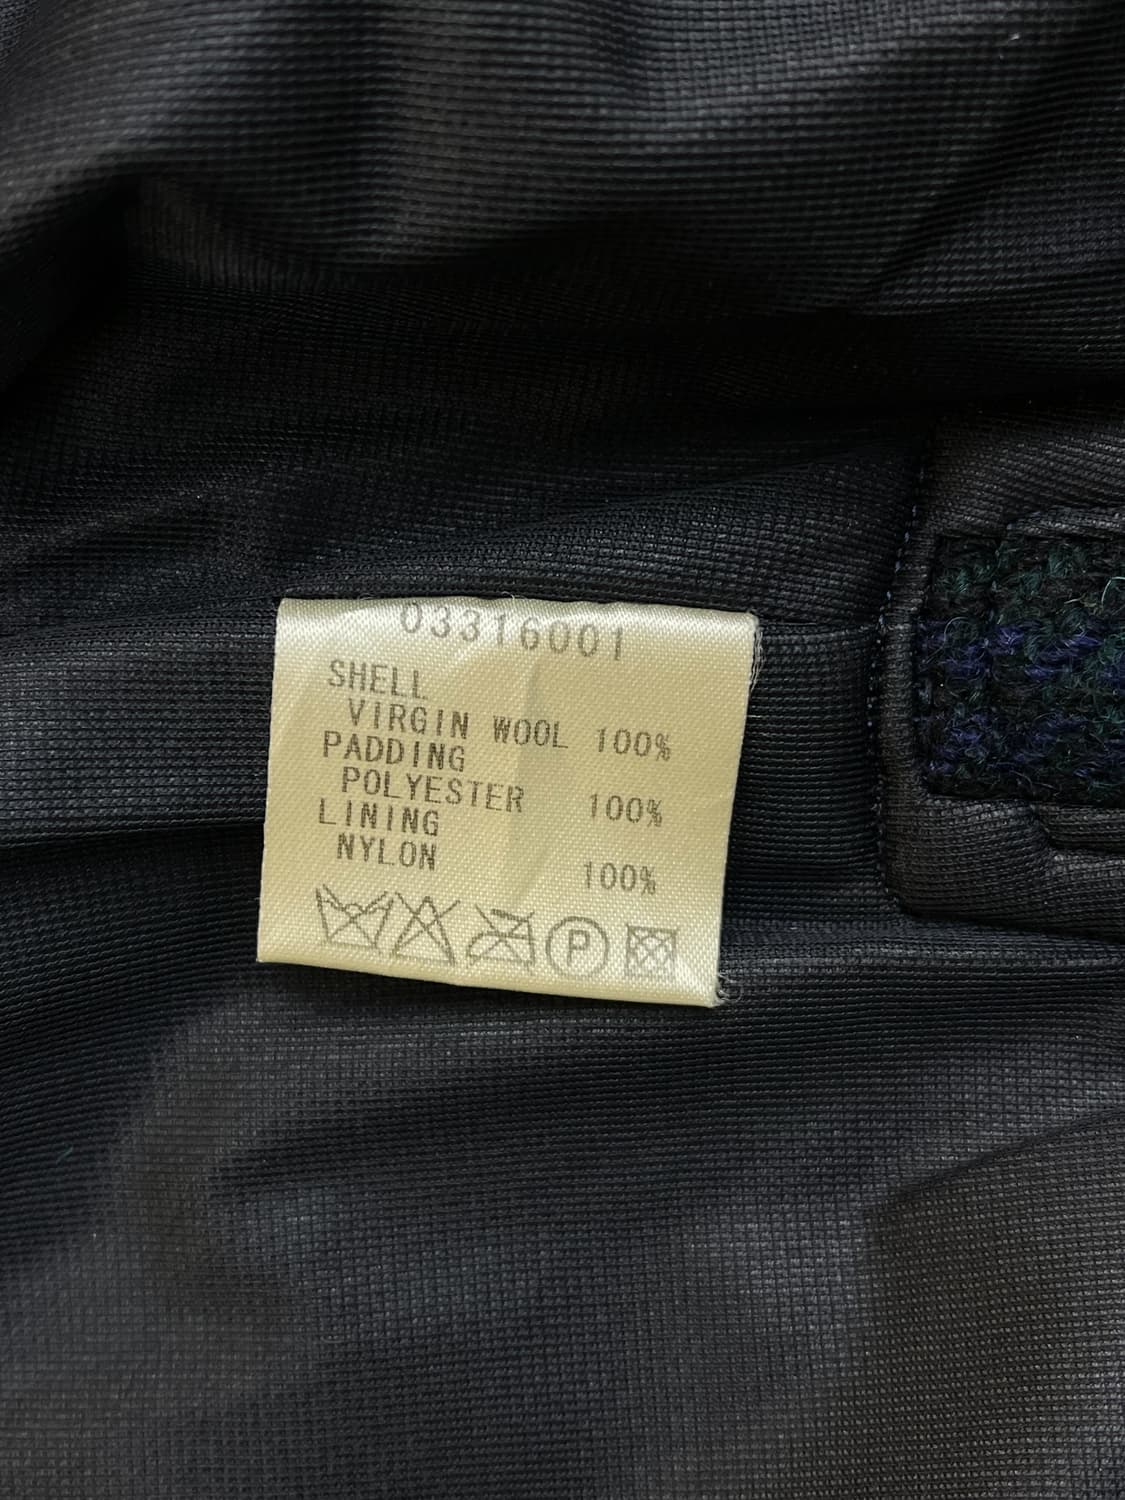 03316001
SHELL
VIRGIN WOOL 100%
PADDING
POLYESTER 100%
LINING
NYLON 100%
P